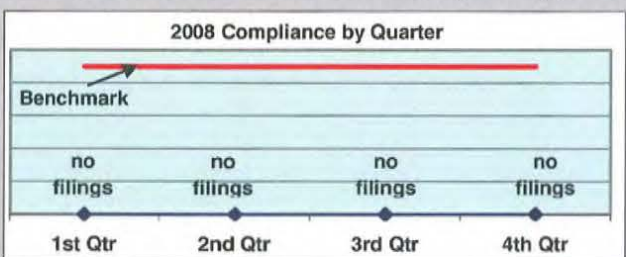 2008 Compliance by Quarter
Benchmark
no no no no
filings filings filings filings
1st Qtr 2nd Qtr 3rd Qtr 4th Qtr